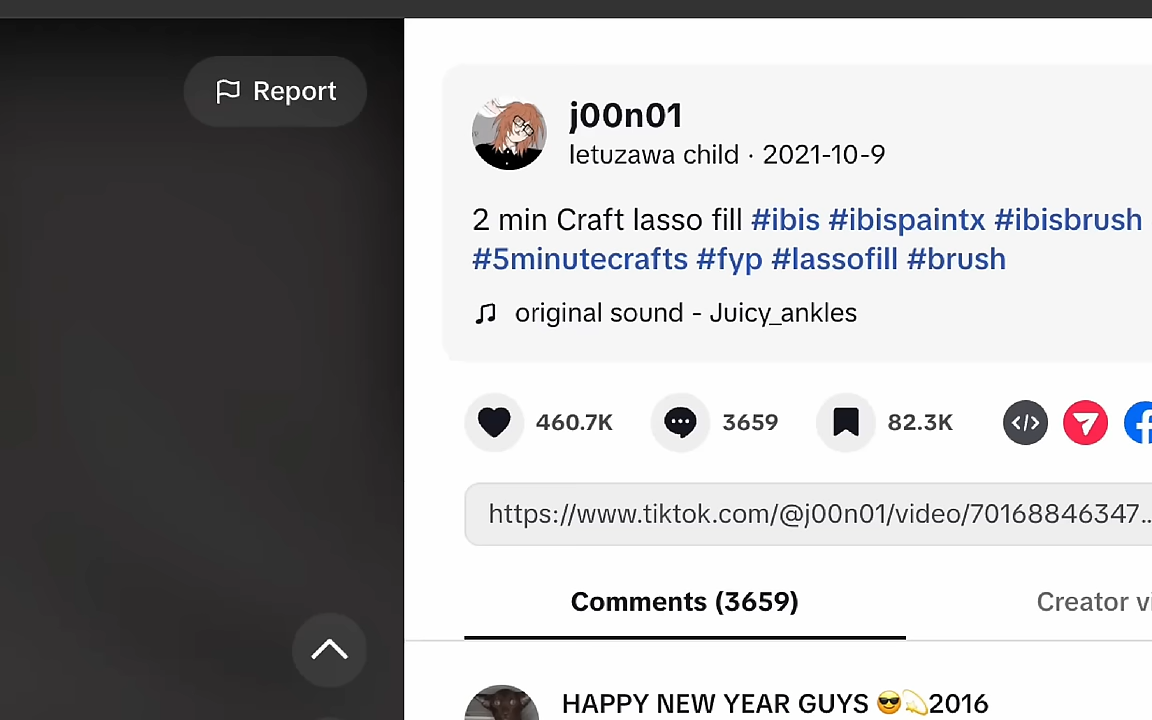 Report
j00n01
letuzawa child · 2021-10-9
2 min Craft lasso fill #ibis #ibispaintx #ibisbrush
#5minutecrafts #fyp #lassofill #brush
original sound - Juicy_ankles
460.7K 3659 82.3K
https://www.tiktok.com/@j00n01/video/70168846347...
Comments (3659) Creator vi
HAPPY NEW YEAR GUYS 😎💫2016